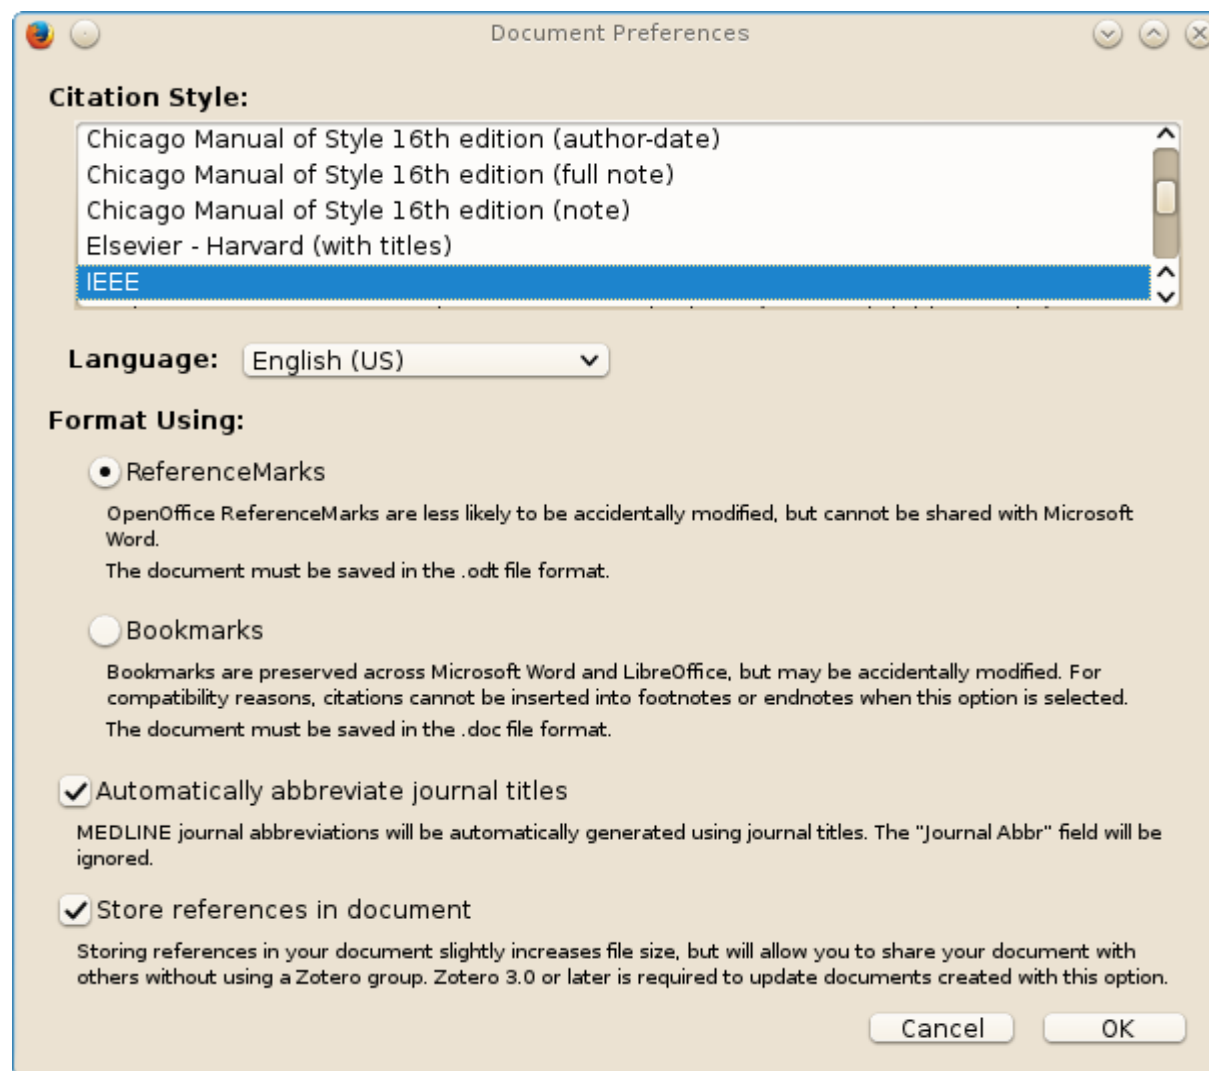 Document Preferences
Citation Style:
Chicago Manual of Style 16th edition (author-date)
Chicago Manual of Style 16th edition (full note)
Chicago Manual of Style 16th edition (note)
Elsevier - Harvard (with titles)
IEEE
Language: English (US)
Format Using:
ReferenceMarks
OpenOffice ReferenceMarks are less likely to be accidentally modified, but cannot be shared with Microsoft
Word.
The document must be saved in the .odt file format.
Bookmarks
Bookmarks are preserved across Microsoft Word and LibreOffice, but may be accidentally modified. For
compatibility reasons, citations cannot be inserted into footnotes or endnotes when this option is selected.
The document must be saved in the .doc file format.
Automatically abbreviate journal titles
MEDLINE journal abbreviations will be automatically generated using journal titles. The "Journal Abbr" field will be
ignored.
Store references in document
Storing references in your document slightly increases file size, but will allow you to share your document with
others without using a Zotero group. Zotero 3.0 or later is required to update documents created with this option.
Cancel OK